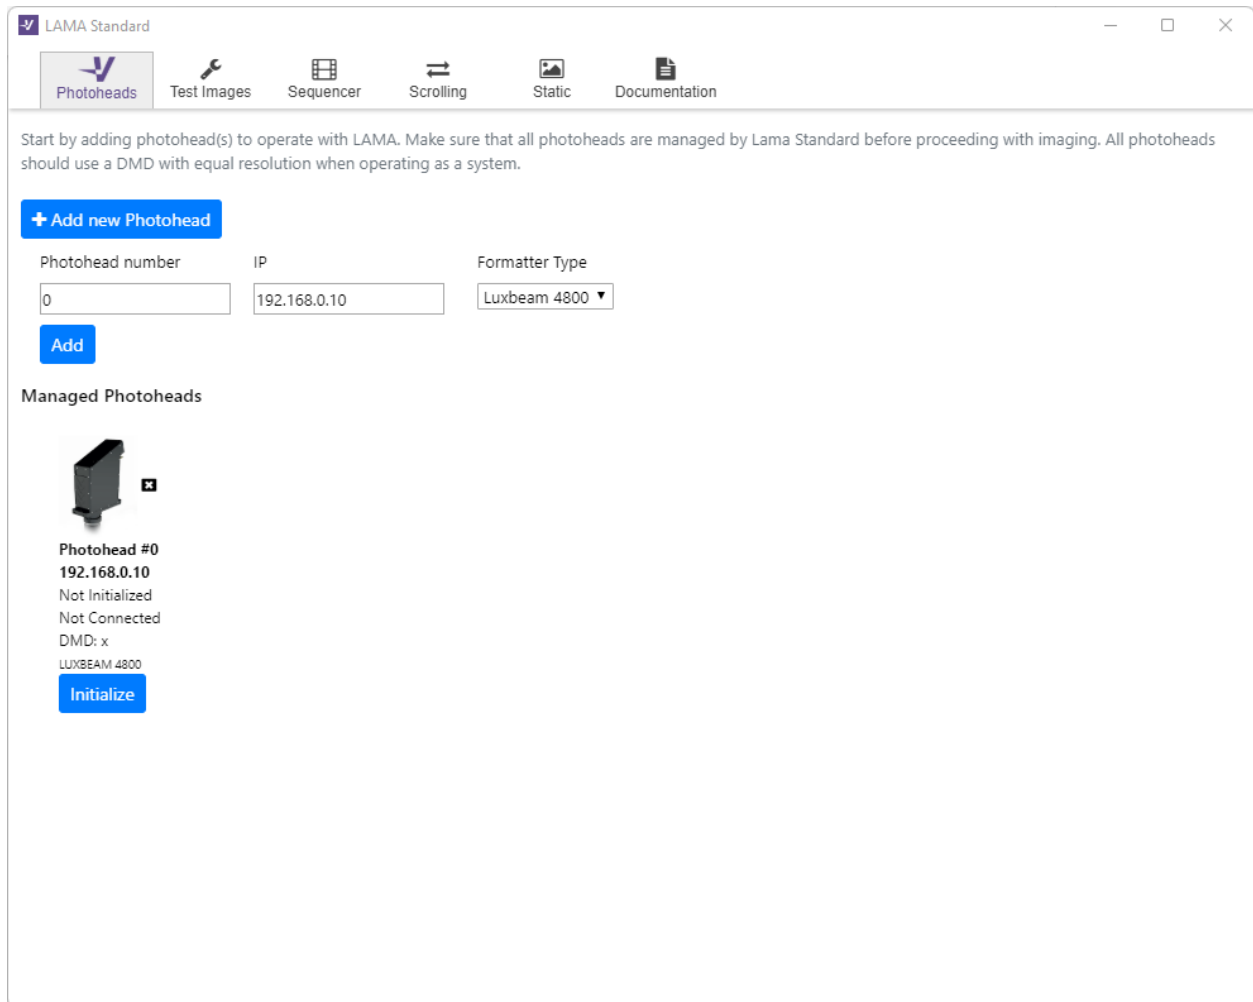 LAMA Standard
Photoheads Test Images Sequencer Scrolling Static Documentation
Start by adding photohead(s) to operate with LAMA. Make sure that all photoheads are managed by Lama Standard before proceeding with imaging. All photoheads
should use a DMD with equal resolution when operating as a system.
Add new Photohead
Photohead number IP Formatter Type
0 192.168.0.10 Luxbeam 4800
Add
Managed Photoheads
Photohead #0
192.168.0.10
Not Initialized
Not Connected
DMD: x
LUXBEAM 4800
Initialize